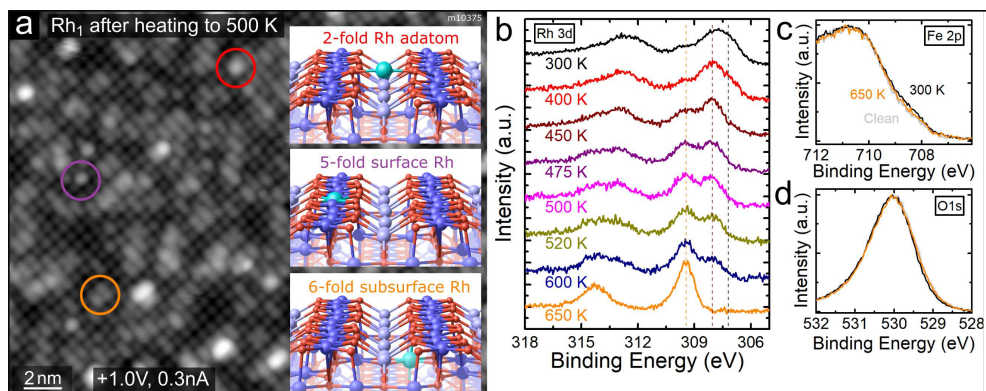 a
Rh₁ after heating to 500 K
m10375
2-fold Rh adatom
5-fold surface Rh
6-fold subsurface Rh
2nm
+1.0V, 0.3nA
b
Rh 3d
300 K
400 K
450 K
475 K
500 K
520 K
600 K
650 K
Intensity (a.u.)
318 315 312 309 306 305
Binding Energy (eV)
c
Fe 2p
650 K
300 K
Clean
Intensity (a.u.)
712 710 708
Binding Energy (eV)
d
O1s
Intensity (a.u.)
532 531 530 529 528
Binding Energy (eV)